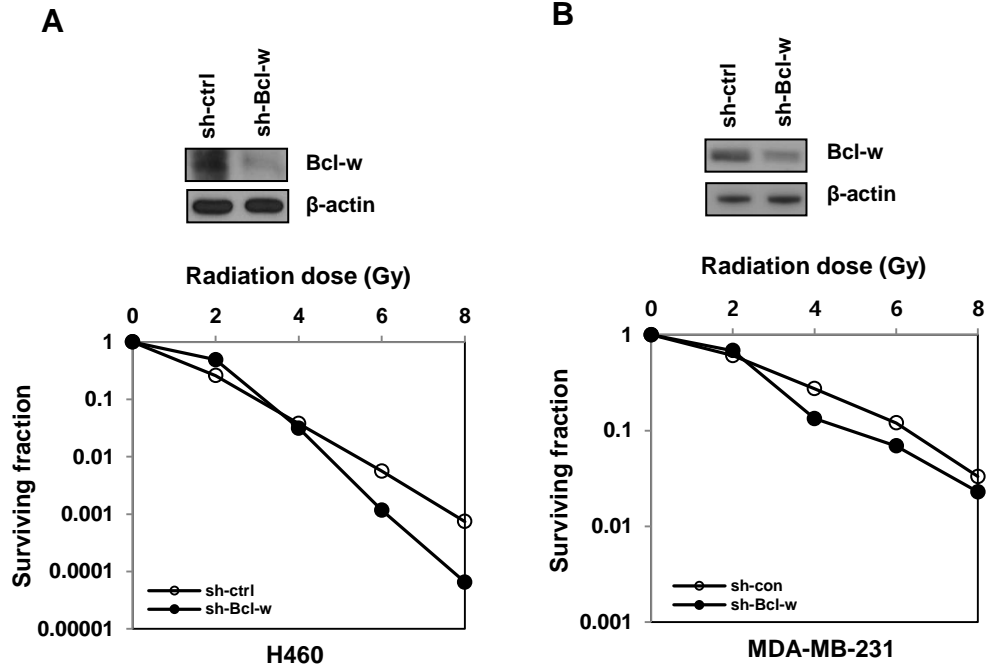 A
sh-ctrl
sh-Bcl-w
Bcl-w
β-actin
Radiation dose (Gy)
0 2 4 6 8
1
0.1
0.01
0.001
0.0001
0.00001
Surviving fraction
sh-ctrl
sh-Bcl-w
H460
B
sh-ctrl
sh-Bcl-w
Bcl-w
β-actin
Radiation dose (Gy)
0 2 4 6 8
1
0.1
0.01
0.001
Surviving fraction
sh-con
sh-Bcl-w
MDA-MB-231